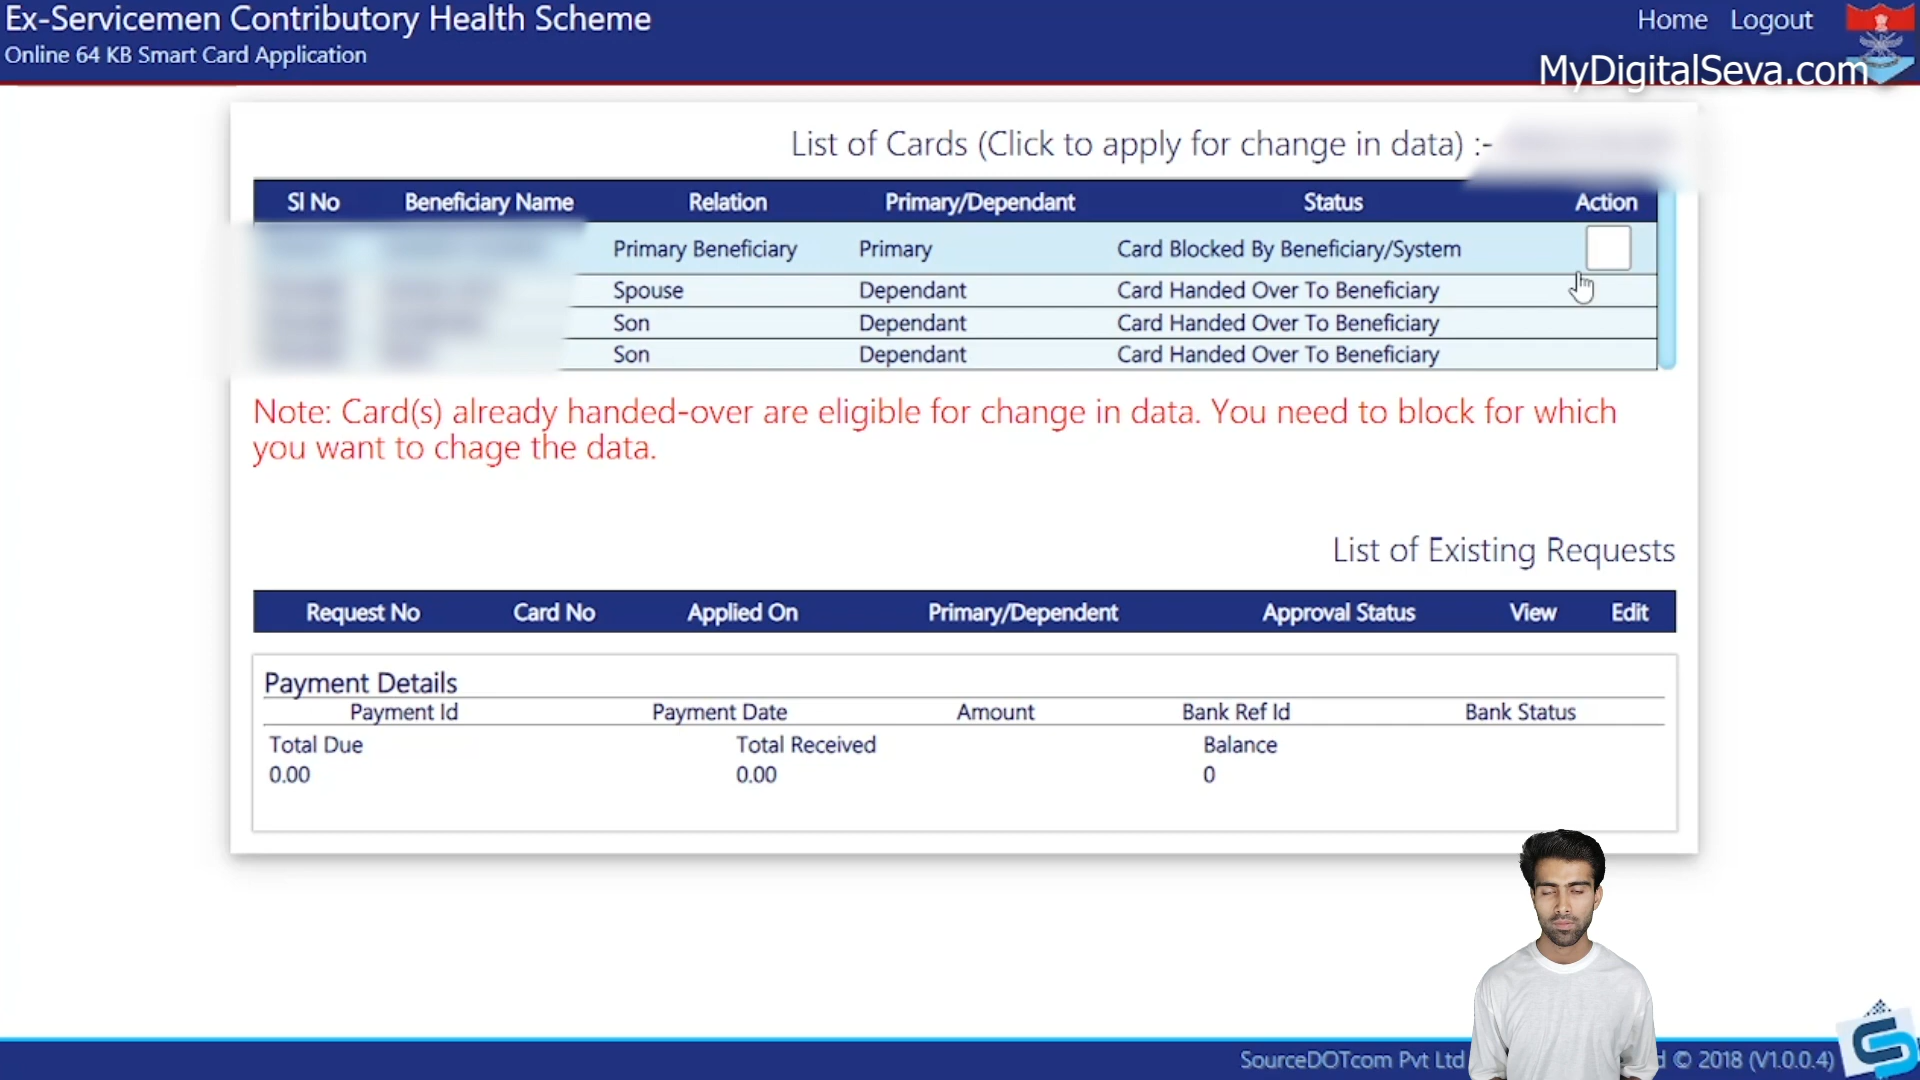 Ex-Servicemen Contributory Health Scheme
Home Logout
Online 64 KB Smart Card Application
MyDigitalSeva.com
List of Cards (Click to apply for change in data) :-
Sl No Beneficiary Name Relation Primary/Dependant Status Action
Primary Beneficiary Primary Card Blocked By Beneficiary/System
Spouse Dependant Card Handed Over To Beneficiary
Son Dependant Card Handed Over To Beneficiary
Son Dependant Card Handed Over To Beneficiary
Note: Card(s) already handed-over are eligible for change in data. You need to block for which
you want to chage the data.
List of Existing Requests
Request No Card No Applied On Primary/Dependent Approval Status View Edit
Payment Details
Payment Id Payment Date Amount Bank Ref Id Bank Status
Total Due Total Received Balance
0.00 0.00 0
SourceDOTcom Pvt Ltd © 2018 (V1.0.0.4)